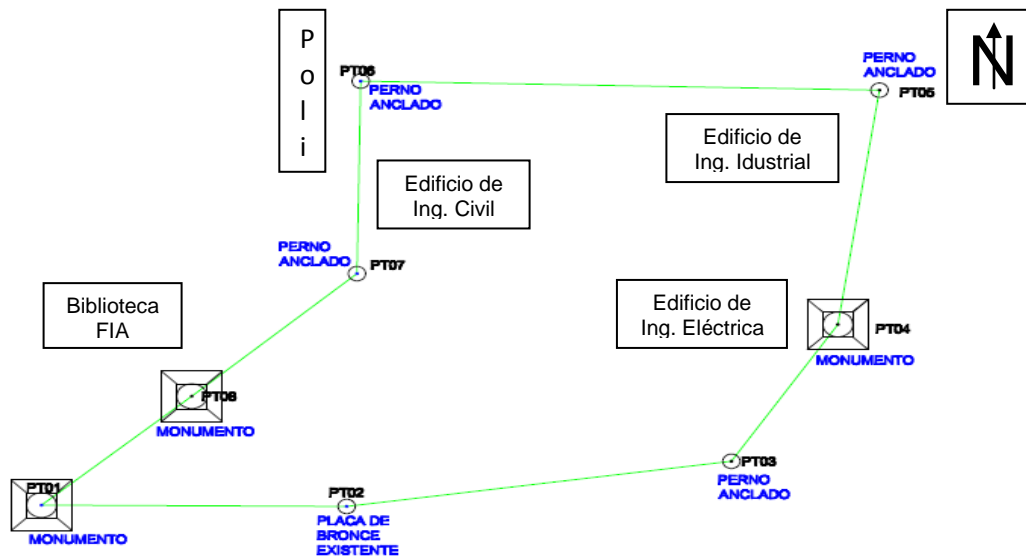 P
o
l
i
N
PT06
PERNO
ANCLADO
PERNO
ANCLADO
PT05
Edificio de
Ing. Idustrial
Edificio de
Ing. Civil
PERNO
ANCLADO
PT07
Biblioteca
FIA
Edificio de
Ing. Eléctrica
PT04
MONUMENTO
PT08
MONUMENTO
PT03
PERNO
ANCLADO
PT01
MONUMENTO
PT02
PLACA DE
BRONCE
EXISTENTE